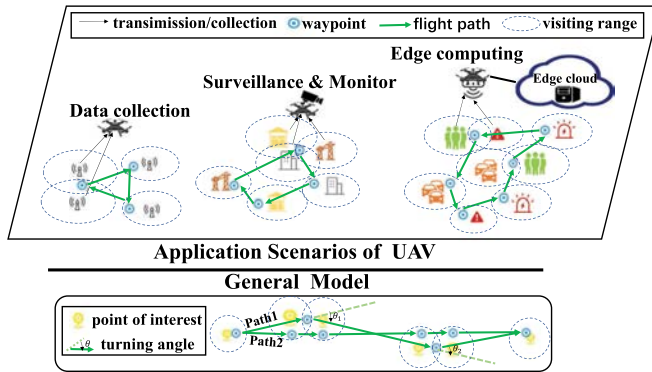 transimission/collection
waypoint
flight path
visiting range
Edge computing
Edge cloud
Surveillance & Monitor
Data collection
Application Scenarios of UAV
General Model
point of interest
θ
turning angle
Path1
Path2
θ1
θ2